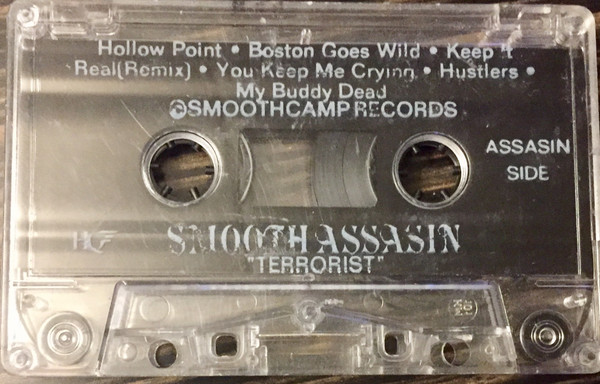 Hollow Point • Boston Goes Wild • Keep 't
Real(Remix) • You Keep Me Crying • Hustlers •
My Buddy Dead
℗SMOOTHCAMP RECORDS
ASSASIN
SIDE
SMOOTH ASSASIN
"TERRORIST"